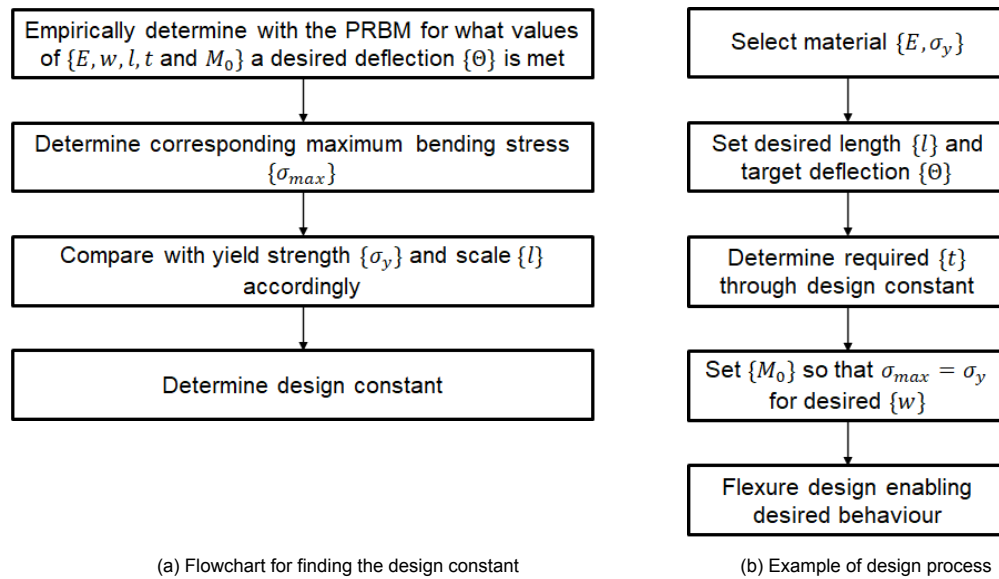 Empirically determine with the PRBM for what values
of {E, w, l, t and M₀} a desired deflection {Θ} is met
Determine corresponding maximum bending stress
{σₘₐₓ}
Compare with yield strength {σ_y} and scale {l}
accordingly
Determine design constant
(a) Flowchart for finding the design constant
Select material {E, σ_y}
Set desired length {l} and
target deflection {Θ}
Determine required {t}
through design constant
Set {M₀} so that σₘₐₓ = σ_y
for desired {w}
Flexure design enabling
desired behaviour
(b) Example of design process